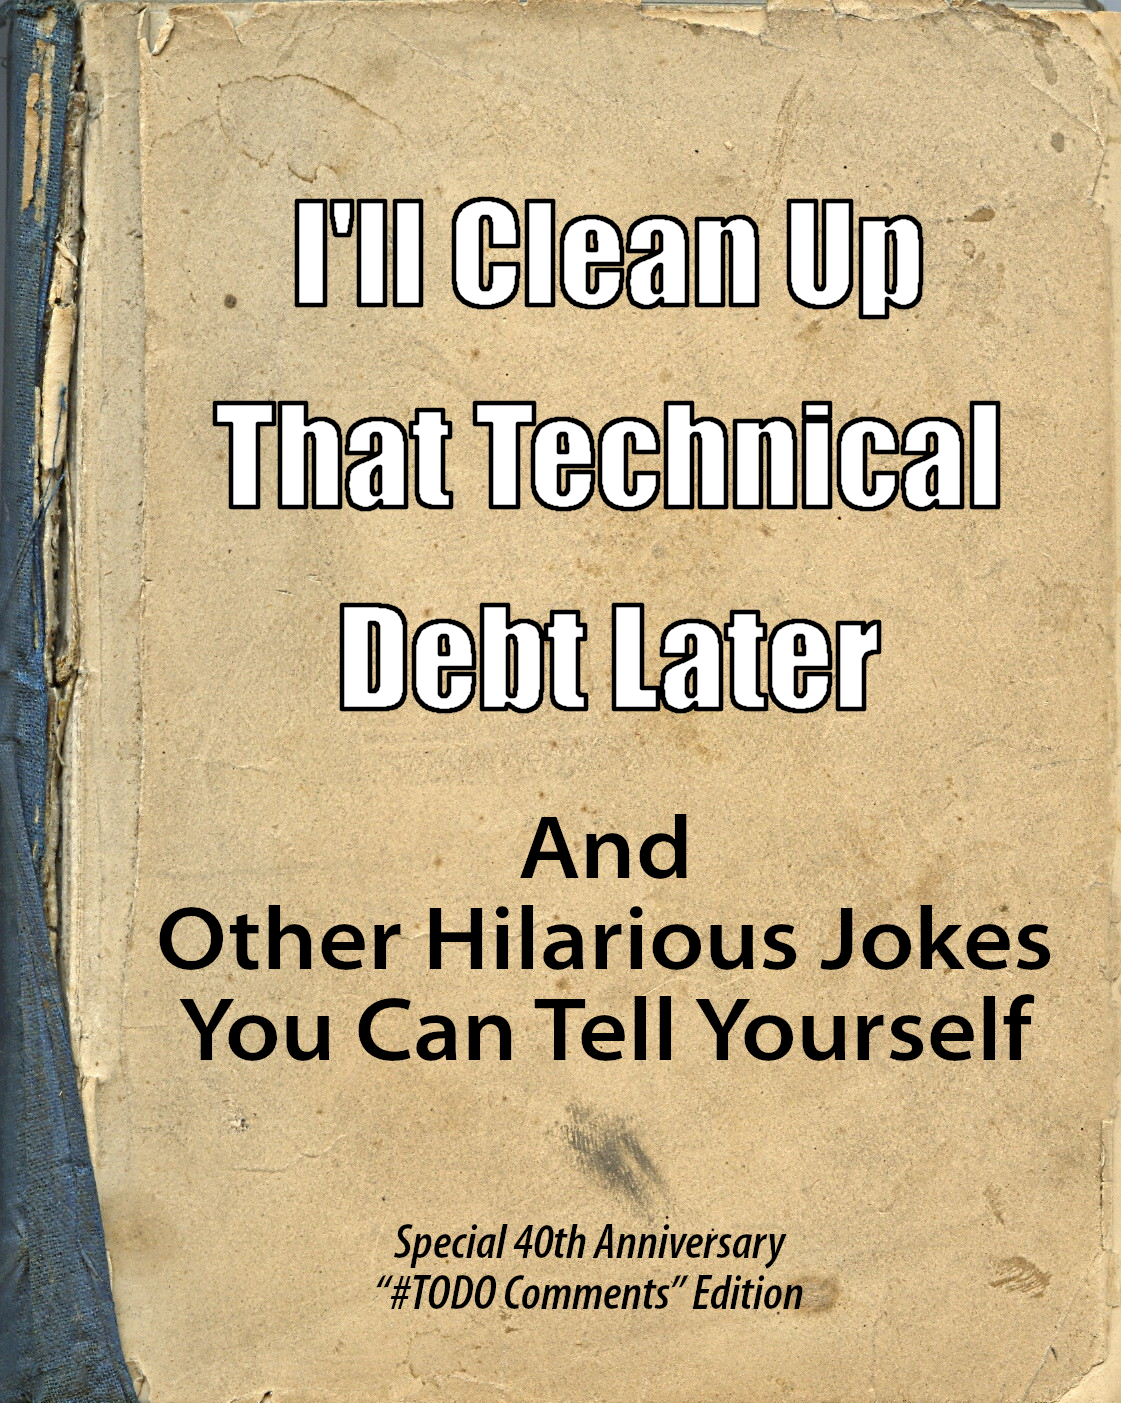 I'll Clean Up
That Technical
Debt Later
And
Other Hilarious Jokes
You Can Tell Yourself
Special 40th Anniversary
“#TODO Comments” Edition